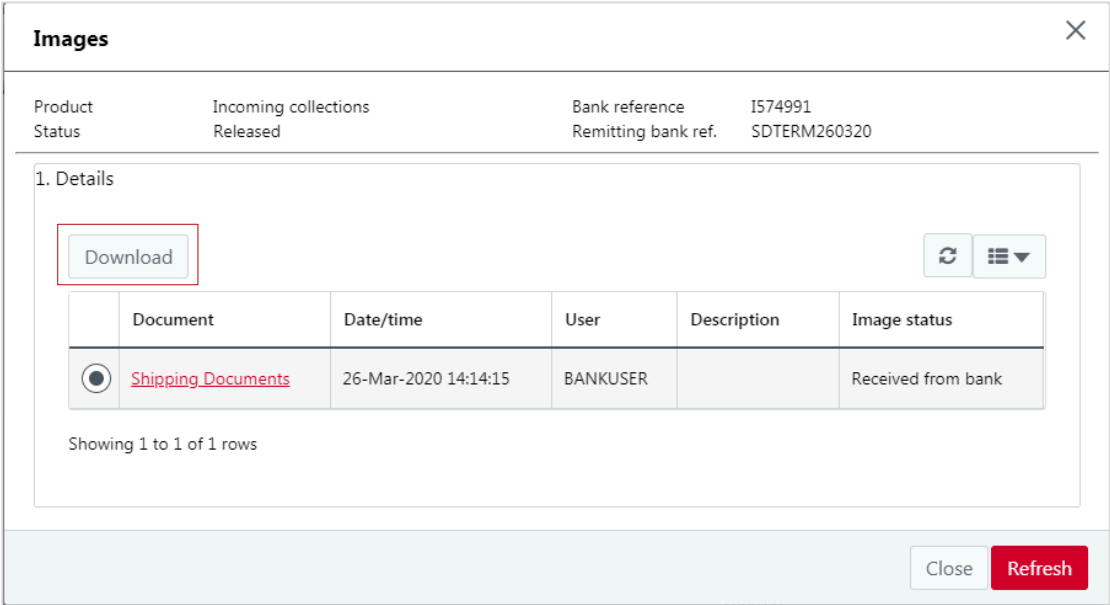 Images
Product Incoming collections Bank reference I574991
Status Released Remitting bank ref. SDTERM260320
1. Details
Download
Document Date/time User Description Image status
Shipping Documents 26-Mar-2020 14:14:15 BANKUSER Received from bank
Showing 1 to 1 of 1 rows
Close Refresh